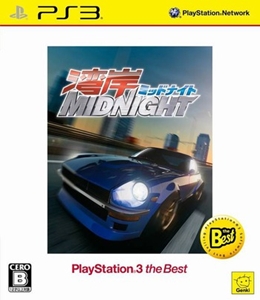 PS3
PlayStation®Network
湾岸
ミッドナイト
MIDNIGHT
the
Best
PlayStation®3 the Best
CERO
B
Genki